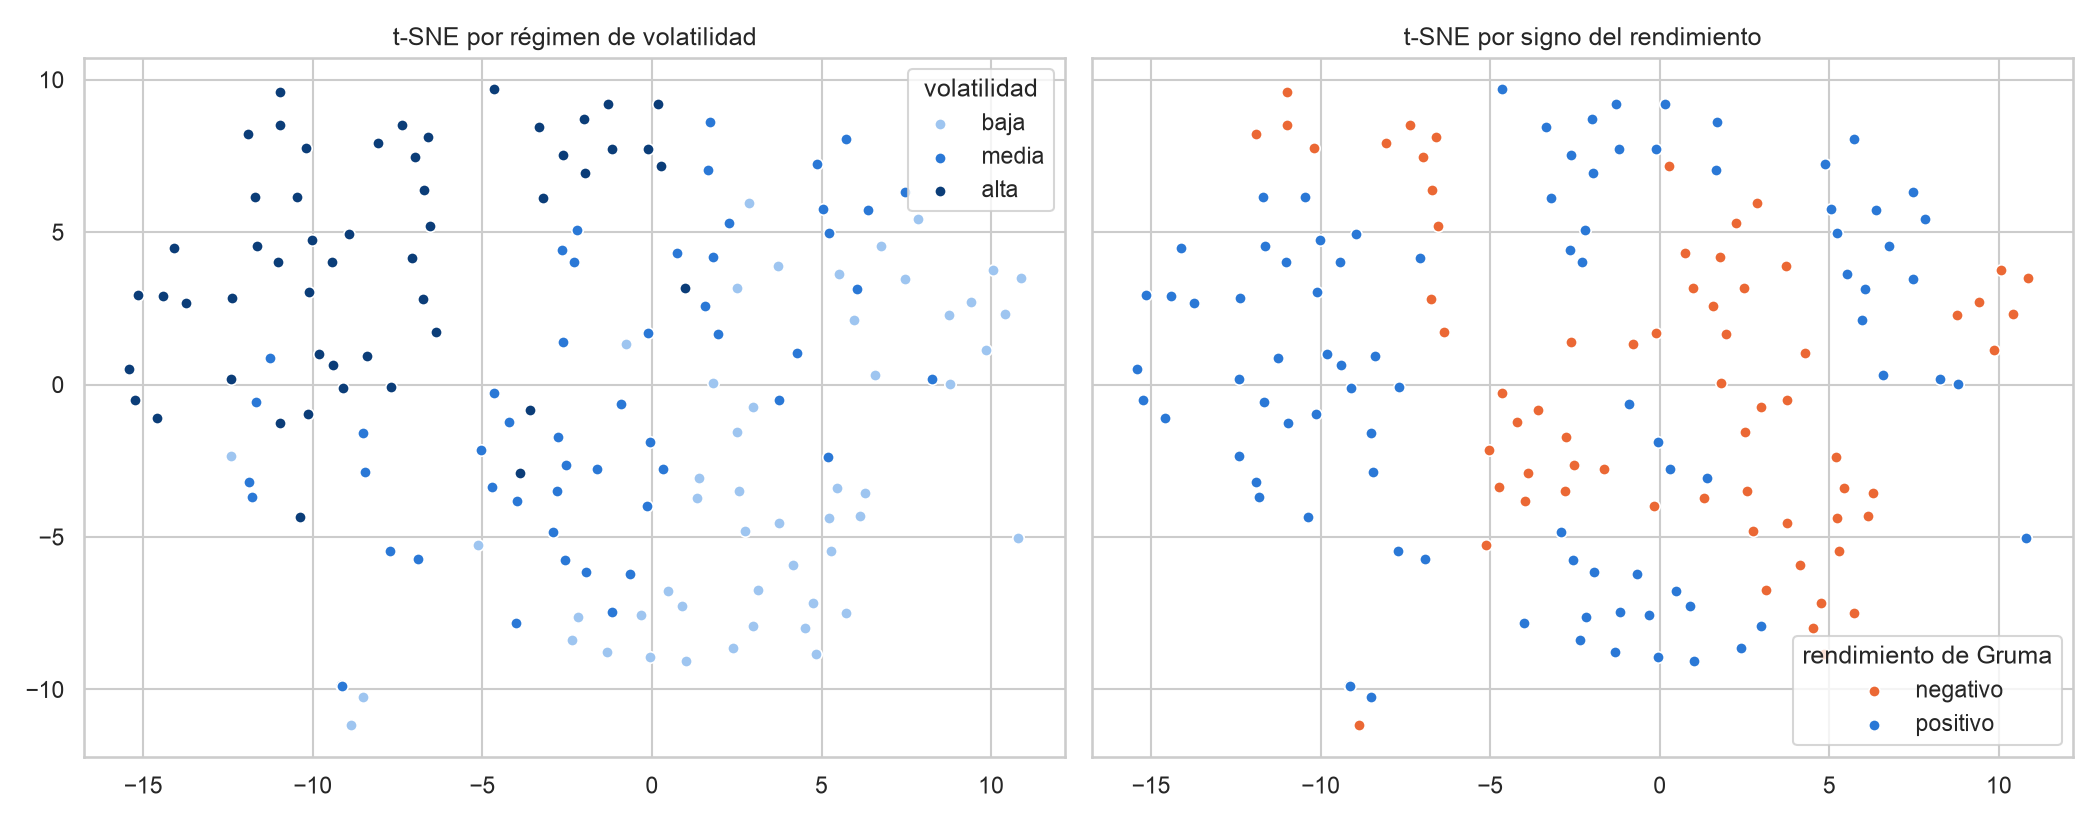 t-SNE por régimen de volatilidad
volatilidad
baja
media
alta
10
5
0
−5
−10
−15
−10
−5
0
5
10
t-SNE por signo del rendimiento
rendimiento de Gruma
negativo
positivo
−15
−10
−5
0
5
10